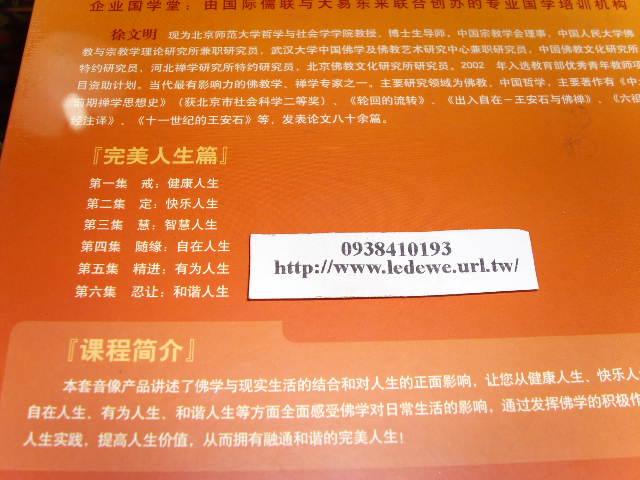 企业国学堂：由国际儒联与大易东来联合创办的专业国学培训机构
徐文明 现为北京师范大学哲学与社会学学院教授，博士生导师，中国宗教学会理事，中国人民大学佛
教与宗教学理论研究所兼职研究员，武汉大学中国佛学及佛教艺术研究中心兼职研究员，中国佛教文化研究所
特约研究员，河北禅学研究所特约研究员，北京佛教文化研究所研究员。2002 年入选教育部优秀青年教师项
目资助计划。当代最有影响力的佛教学、禅学专家之一。主要研究领域为佛教、中国哲学，主要著作有《中土
前期禅学思想史》（获北京市社会科学二等奖）、《轮回的流转》、《出入自在－王安石与佛禅》、《六祖
经注译》、《十一世纪的王安石》等，发表论文八十余篇。
『完美人生篇』
第一集 戒：健康人生
第二集 定：快乐人生
第三集 慧：智慧人生
第四集 随缘：自在人生
第五集 精进：有为人生
第六集 忍让：和谐人生
0938410193
http://www.ledewe.url.tw/
『课程简介』
本套音像产品讲述了佛学与现实生活的结合和对人生的正面影响，让您从健康人生、快乐人
自在人生、有为人生、和谐人生等方面全面感受佛学对日常生活的影响，通过发挥佛学的积极作
人生实践，提高人生价值，从而拥有融通和谐的完美人生！